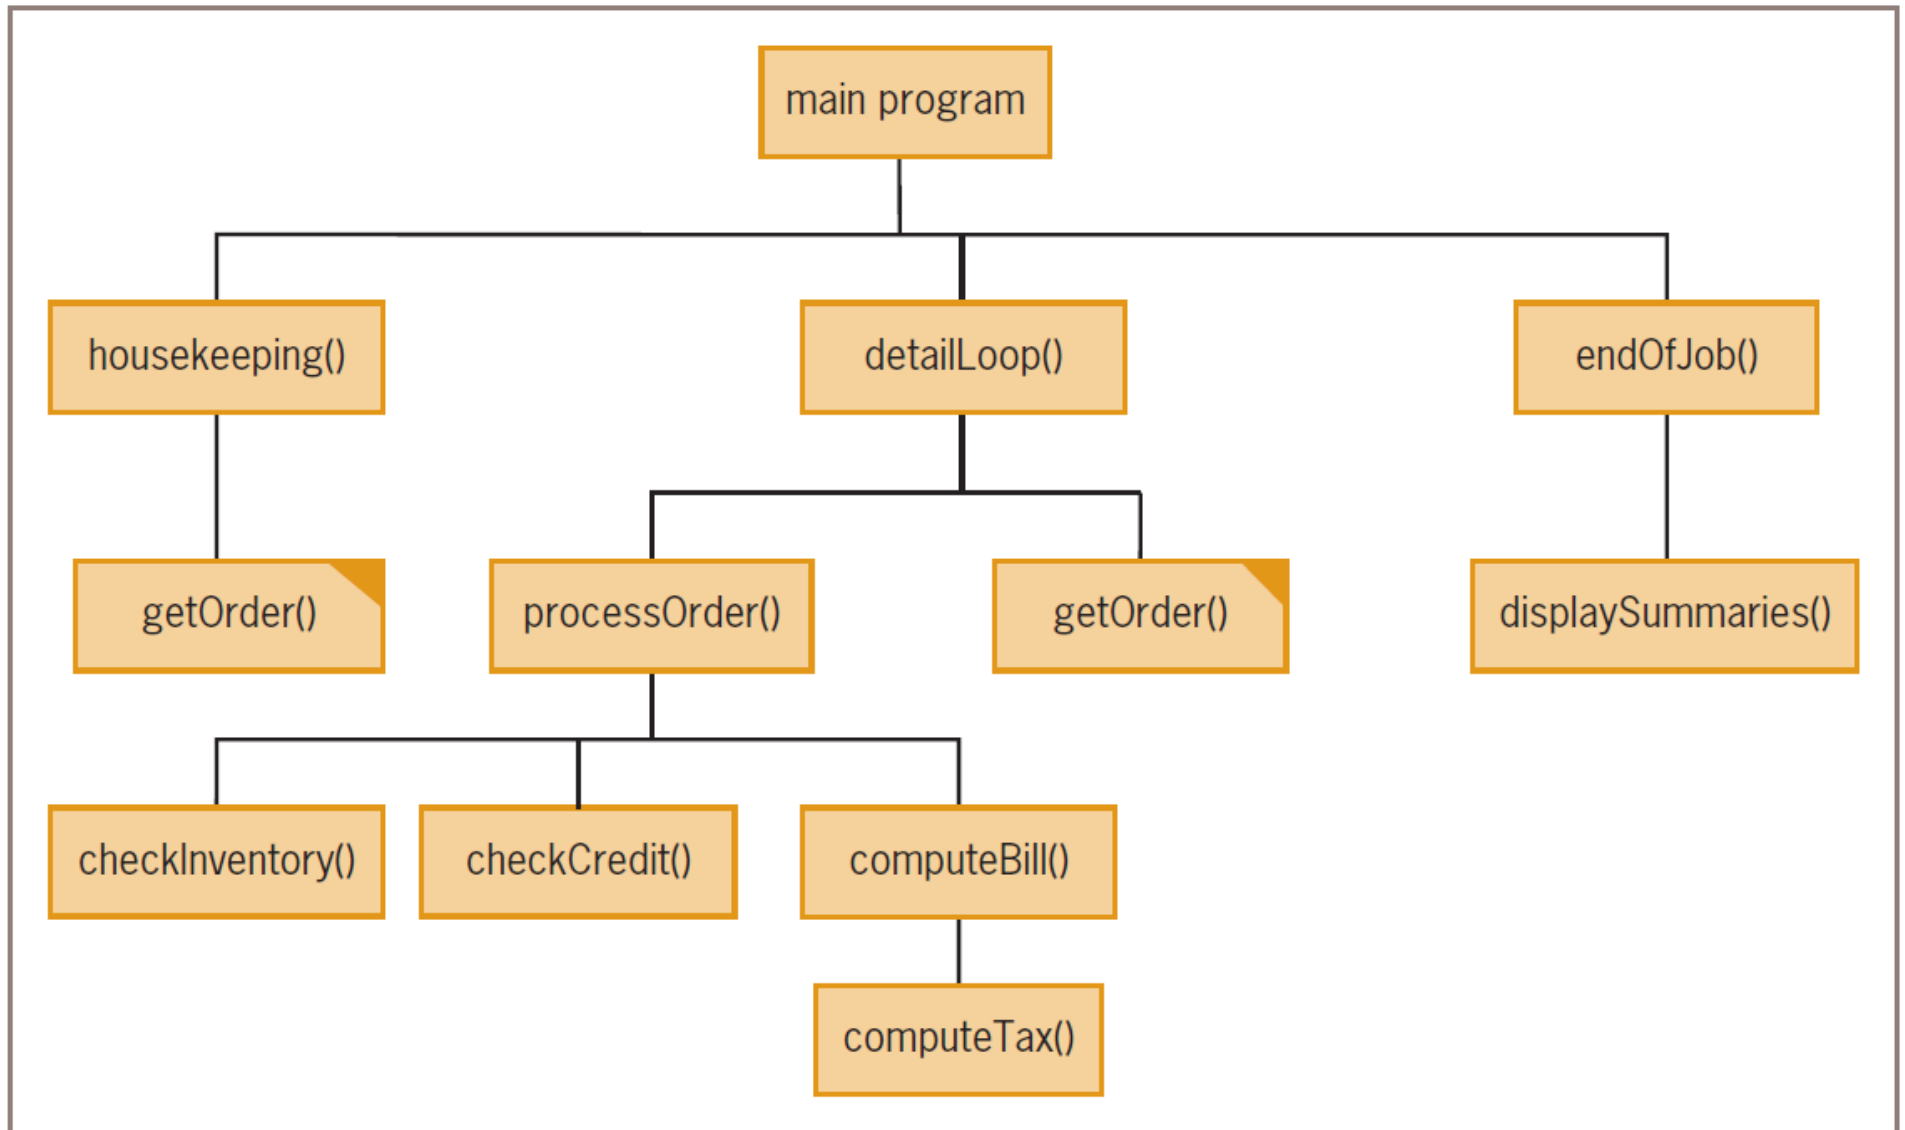 main program
housekeeping()
detailLoop()
endOfJob()
getOrder()
processOrder()
getOrder()
displaySummaries()
checkInventory()
checkCredit()
computeBill()
computeTax()